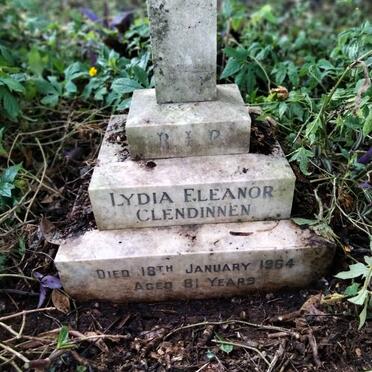 R I P
LYDIA ELEANOR
CLENDINNEN
DIED 18TH JANUARY 1964
AGED 81 YEARS